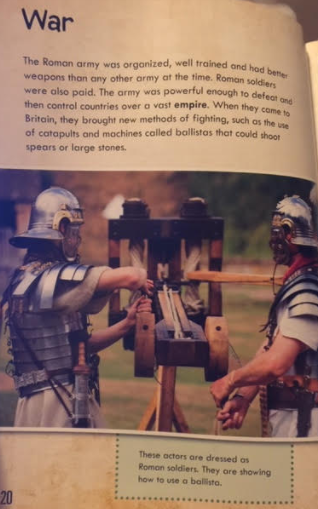 War
The Roman army was organized, well trained and had better
weapons than any other army at the time. Roman soldiers
were also paid. The army was powerful enough to defeat and
then control countries over a vast empire. When they came to
Britain, they brought new methods of fighting, such as the use
of catapults and machines called ballistas that could shoot
spears or large stones.
These actors are dressed as
Roman soldiers. They are showing
how to use a ballista.
20